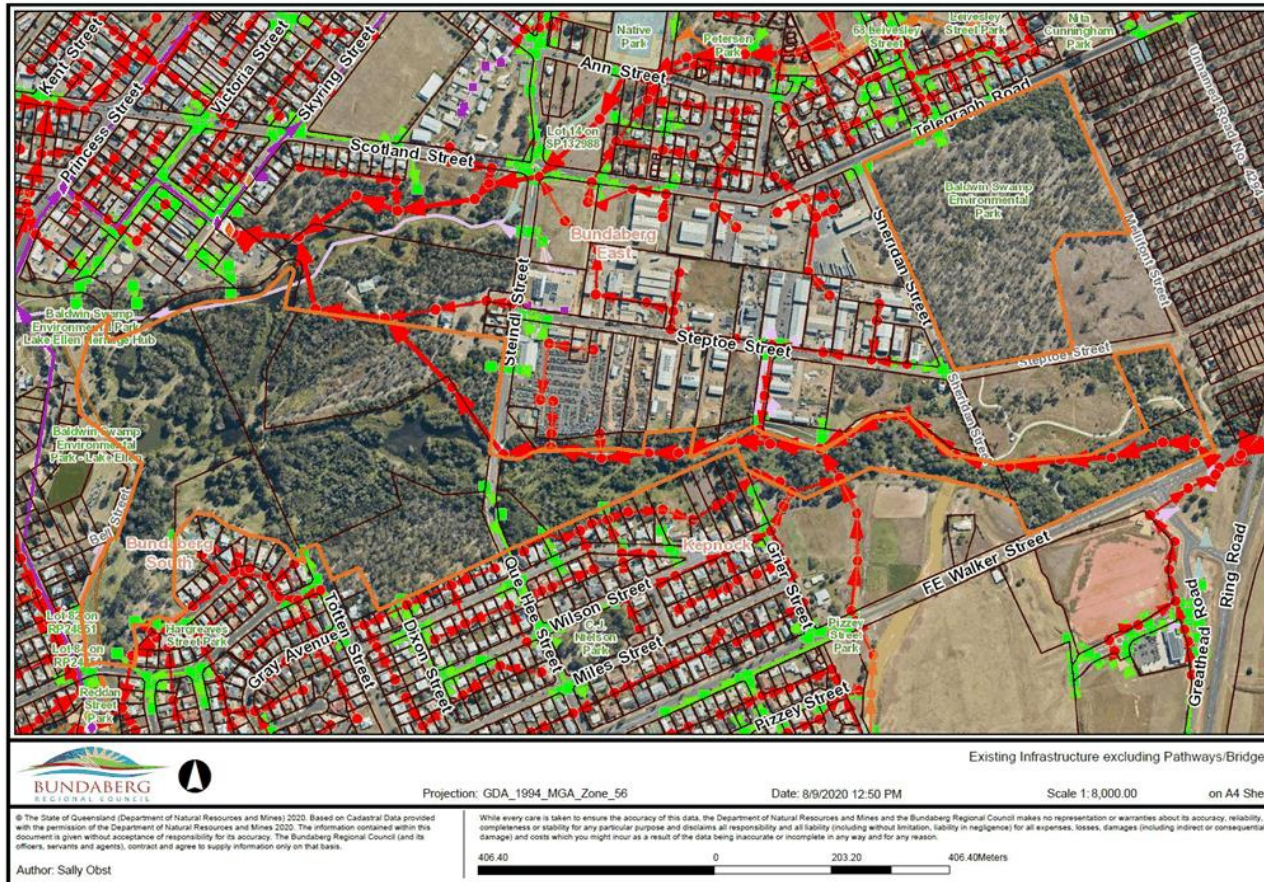 Native
Park
Petersen
Park
68 Leivesley
Street
Leivesley
Street Park
Nita
Cunningham
Park
Kent Street
Victoria Street
Skyring Street
Princess Street
Ann Street
Telegraph Road
Unnamed Road No. 4294
Lot 14 on
SP132988
Scotland Street
Baldwin Swamp
Environmental
Park
Bundaberg
East
Sheridan Street
Mellifont Street
Steindl Street
Baldwin Swamp
Environmental Park
Lake Ellen Heritage Hub
Steptoe Street
Steptoe Street
Sheridan Street
Baldwin Swamp
Environmental
Park - Lake Ellen
Bell Street
Bundaberg
South
Kepnock
Que Hee Street
Grier Street
FE Walker Street
Ring Road
Greathead Road
Lot 82 on
Lot 84 on
Hargreaves
Street Park
Totten Street
Gray Avenue
Dixon Street
Wilson Street
C.J.
Nielson
Park
Miles Street
Pizzey
Street
Park
Pizzey Street
Reddan
Street
Park
BUNDABERG
REGIONAL COUNCIL
Existing Infrastructure excluding Pathways/Bridge
Projection: GDA_1994_MGA_Zone_56
Date: 8/9/2020 12:50 PM
Scale 1: 8,000.00
on A4 She
© The State of Queensland (Department of Natural Resources and Mines) 2020. Based on Cadastral Data provided
with the permission of the Department of Natural Resources and Mines 2020. The information contained within this
document is given without acceptance of responsibility for its accuracy. The Bundaberg Regional Council (and its
officers, servants and agents), contract and agree to supply information only on that basis.
Author: Sally Obst
While every care is taken to ensure the accuracy of this data, the Department of Natural Resources and Mines and the Bundaberg Regional Council makes no representation or warranties about its accuracy, reliability,
completeness or stability for any particular purpose and disclaims all responsibility and all liability (including without limitation, liability in negligence) for all expenses, losses, damages (including indirect or consequential
damage) and costs which you might incur as a result of the data being inaccurate or incomplete in any way and for any reason.
406.40
0
203.20
406.40Meters